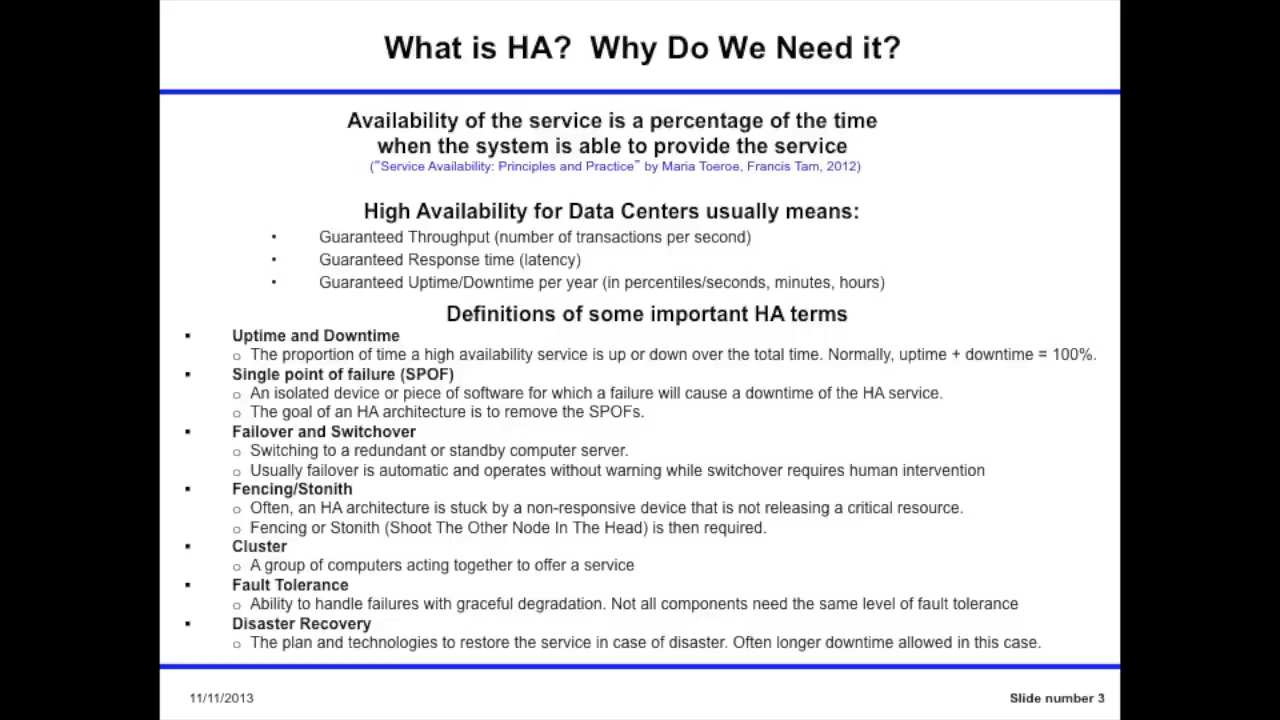 What is HA?  Why Do We Need it?
Availability of the service is a percentage of the time
when the system is able to provide the service
("Service Availability: Principles and Practice" by Maria Toeroe, Francis Tam, 2012)
High Availability for Data Centers usually means:
• Guaranteed Throughput (number of transactions per second)
• Guaranteed Response time (latency)
• Guaranteed Uptime/Downtime per year (in percentiles/seconds, minutes, hours)
Definitions of some important HA terms
▪ Uptime and Downtime
o The proportion of time a high availability service is up or down over the total time. Normally, uptime + downtime = 100%.
▪ Single point of failure (SPOF)
o An isolated device or piece of software for which a failure will cause a downtime of the HA service.
o The goal of an HA architecture is to remove the SPOFs.
▪ Failover and Switchover
o Switching to a redundant or standby computer server.
o Usually failover is automatic and operates without warning while switchover requires human intervention
▪ Fencing/Stonith
o Often, an HA architecture is stuck by a non-responsive device that is not releasing a critical resource.
o Fencing or Stonith (Shoot The Other Node In The Head) is then required.
▪ Cluster
o A group of computers acting together to offer a service
▪ Fault Tolerance
o Ability to handle failures with graceful degradation. Not all components need the same level of fault tolerance
▪ Disaster Recovery
o The plan and technologies to restore the service in case of disaster. Often longer downtime allowed in this case.
11/11/2013
Slide number 3